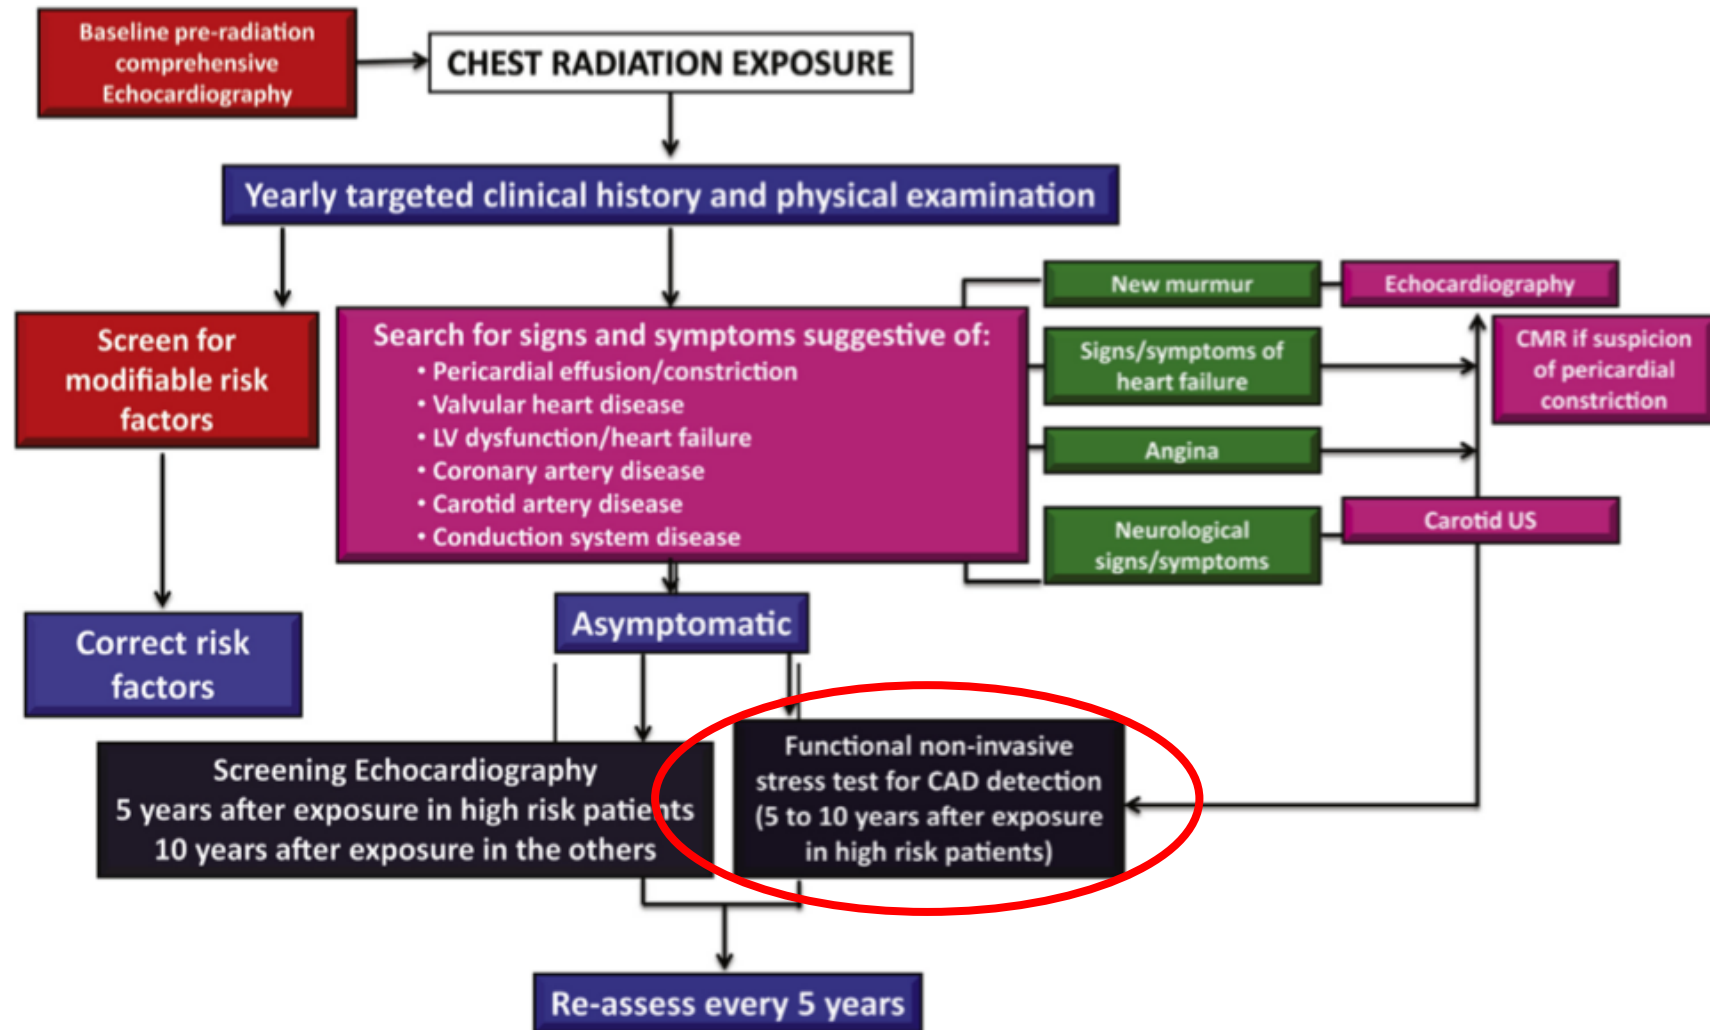 Baseline pre-radiation
comprehensive
Echocardiography
CHEST RADIATION EXPOSURE
Yearly targeted clinical history and physical examination
Screen for
modifiable risk
factors
Correct risk
factors
Search for signs and symptoms suggestive of:
• Pericardial effusion/constriction
• Valvular heart disease
• LV dysfunction/heart failure
• Coronary artery disease
• Carotid artery disease
• Conduction system disease
New murmur
Echocardiography
Signs/symptoms of
heart failure
CMR if suspicion
of pericardial
constriction
Angina
Neurological
signs/symptoms
Carotid US
Asymptomatic
Screening Echocardiography
5 years after exposure in high risk patients
10 years after exposure in the others
Functional non-invasive
stress test for CAD detection
(5 to 10 years after exposure
in high risk patients)
Re-assess every 5 years